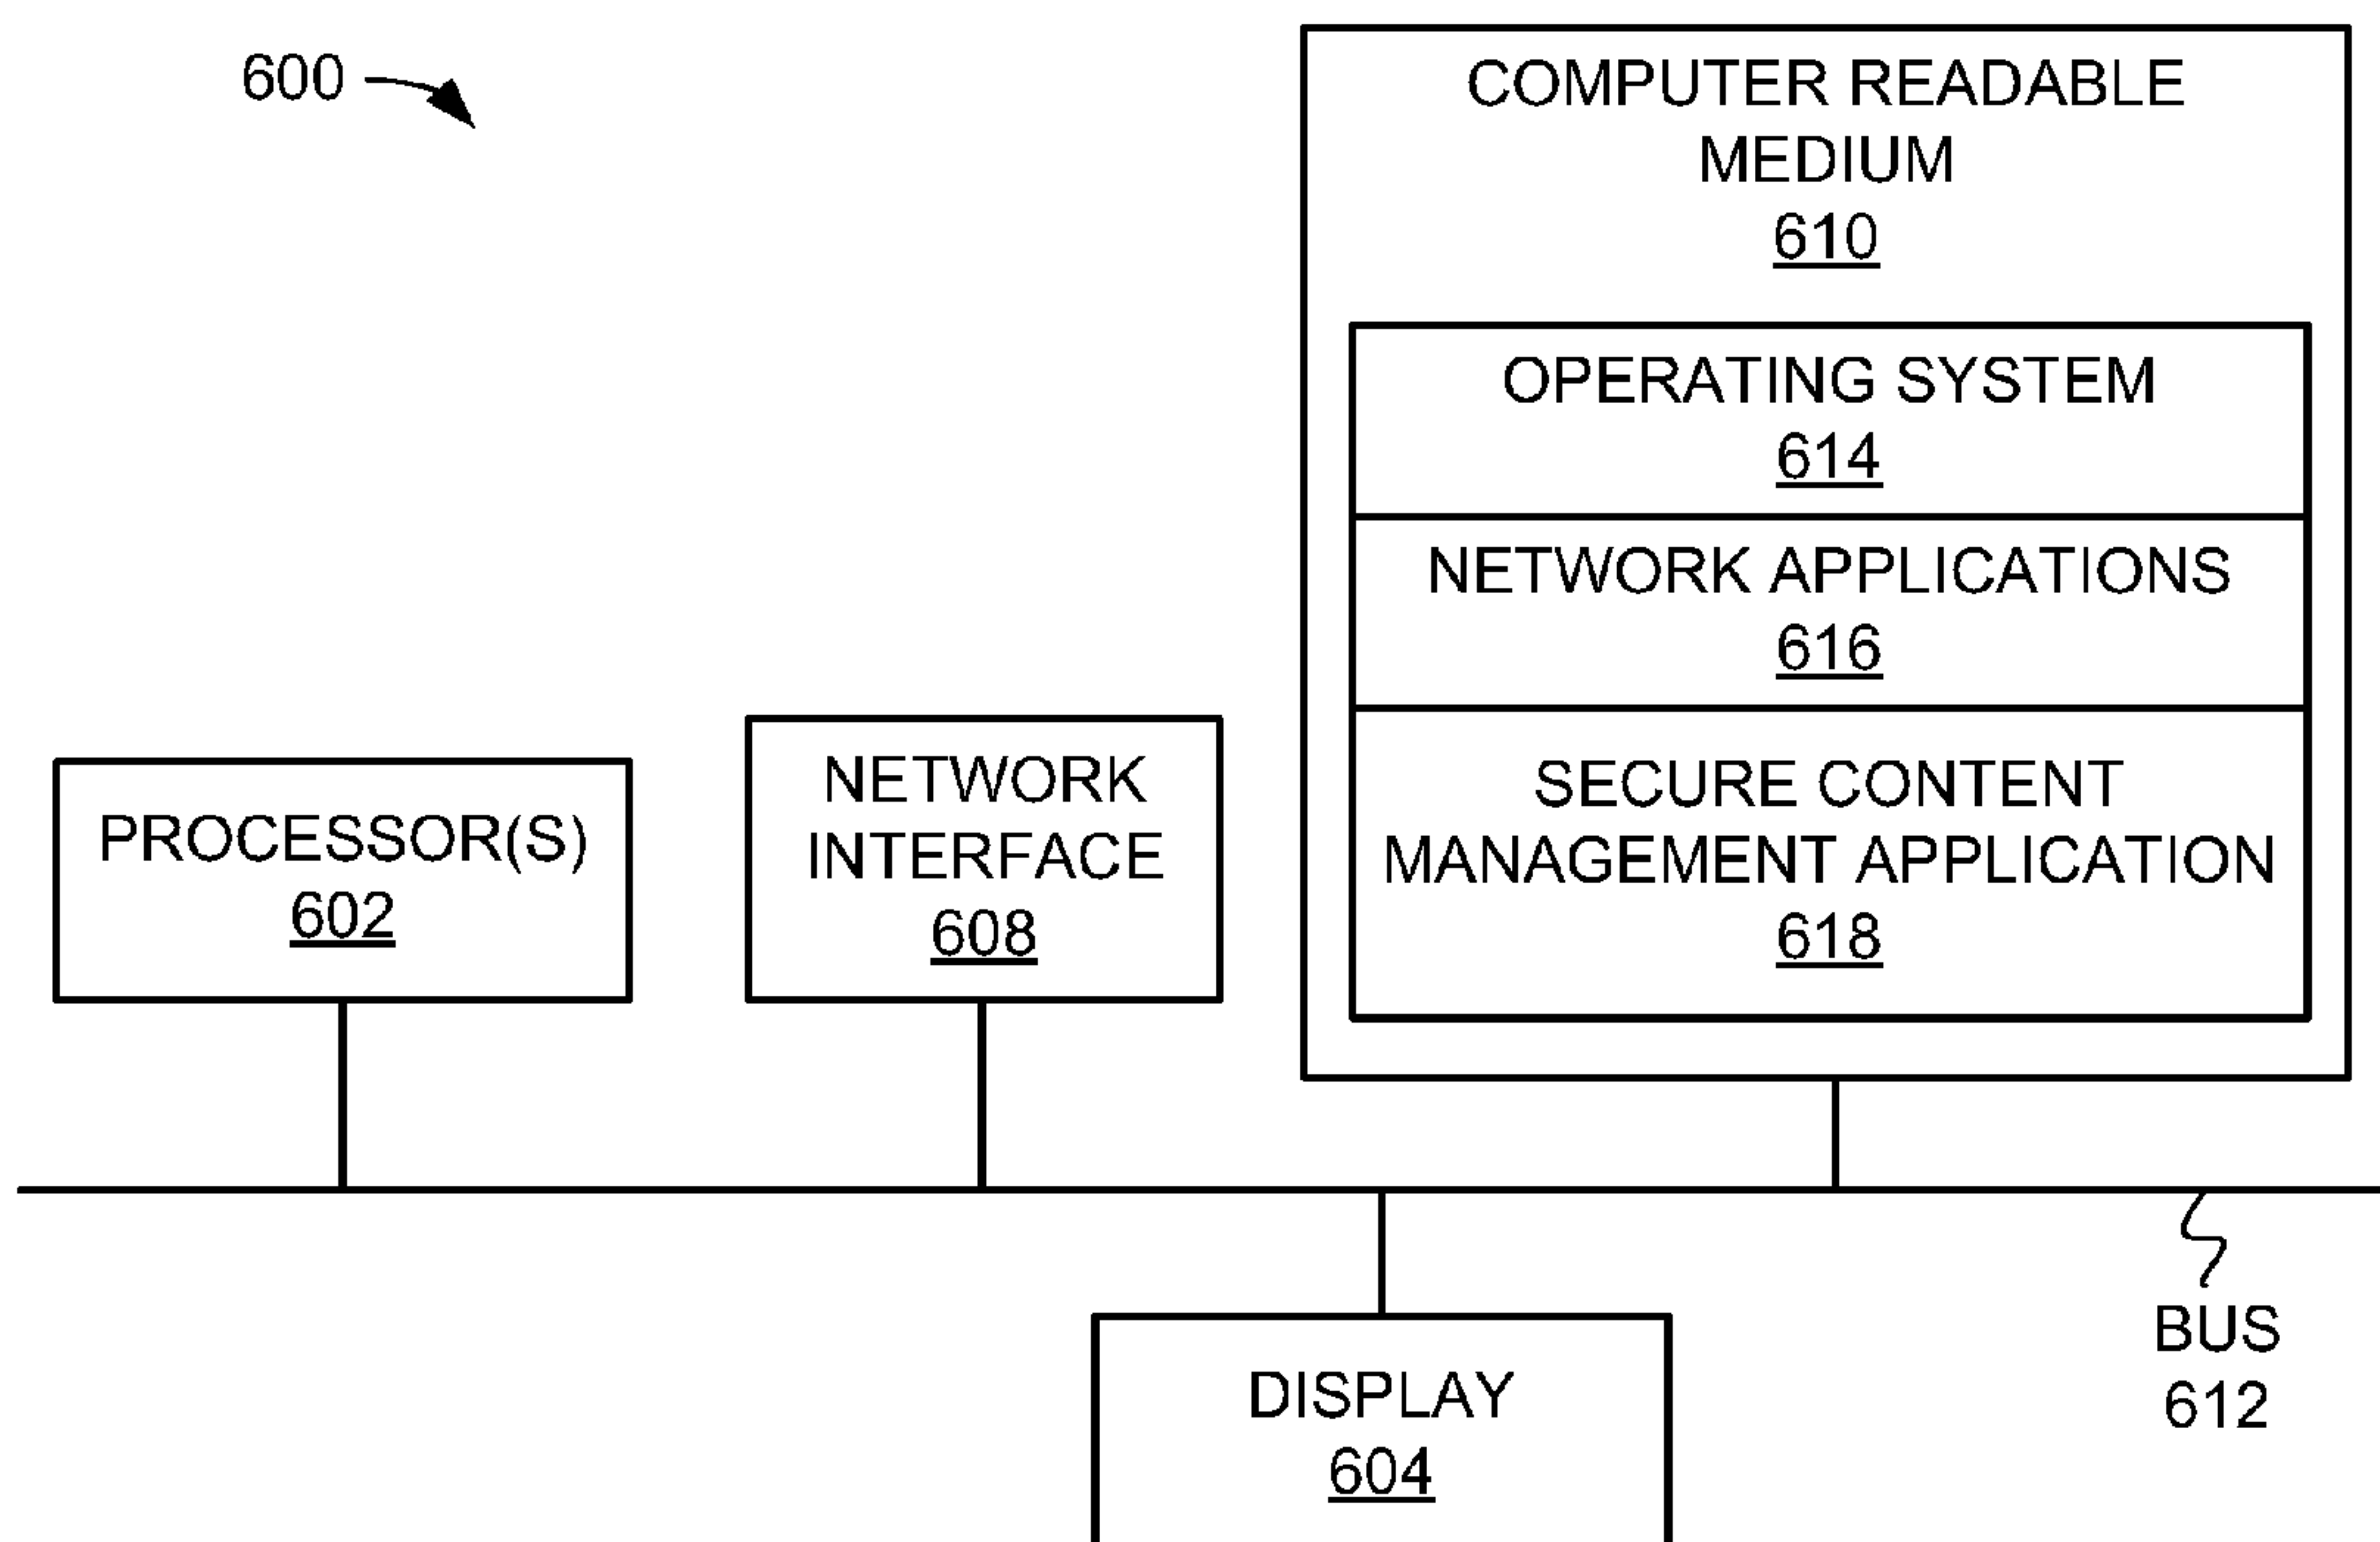 600
COMPUTER READABLE
MEDIUM
610
OPERATING SYSTEM
614
NETWORK APPLICATIONS
616
SECURE CONTENT
MANAGEMENT APPLICATION
618
PROCESSOR(S)
602
NETWORK
INTERFACE
608
DISPLAY
604
BUS
612